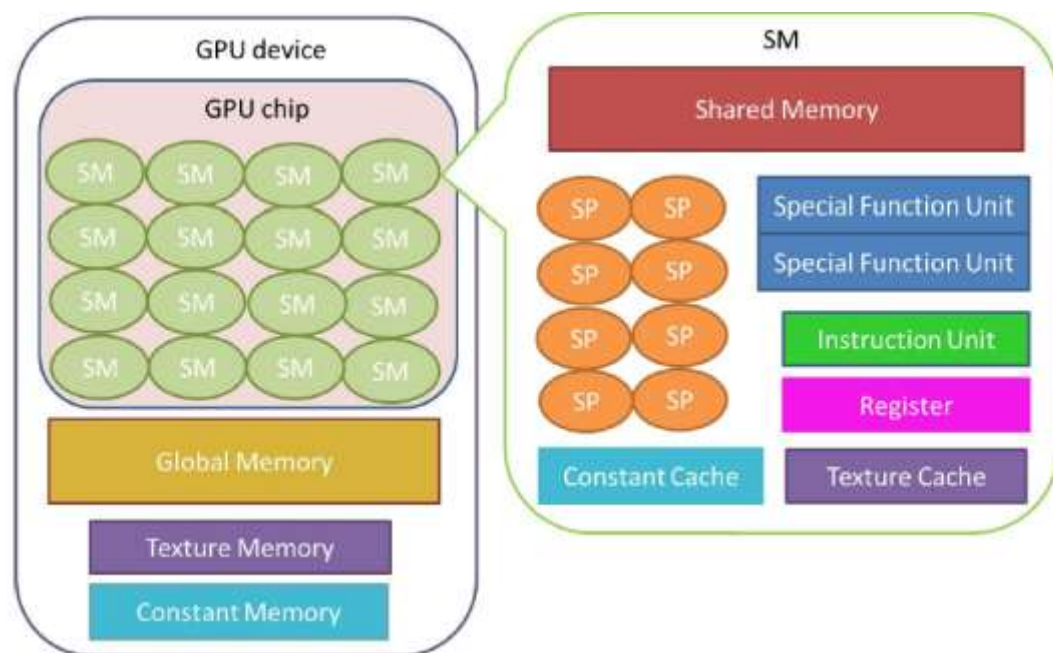 GPU device
GPU chip
SM SM SM SM
SM SM SM SM
SM SM SM SM
SM SM SM SM
Global Memory
Texture Memory
Constant Memory
SM
Shared Memory
SP SP
SP SP
SP SP
SP SP
Special Function Unit
Special Function Unit
Instruction Unit
Register
Constant Cache
Texture Cache